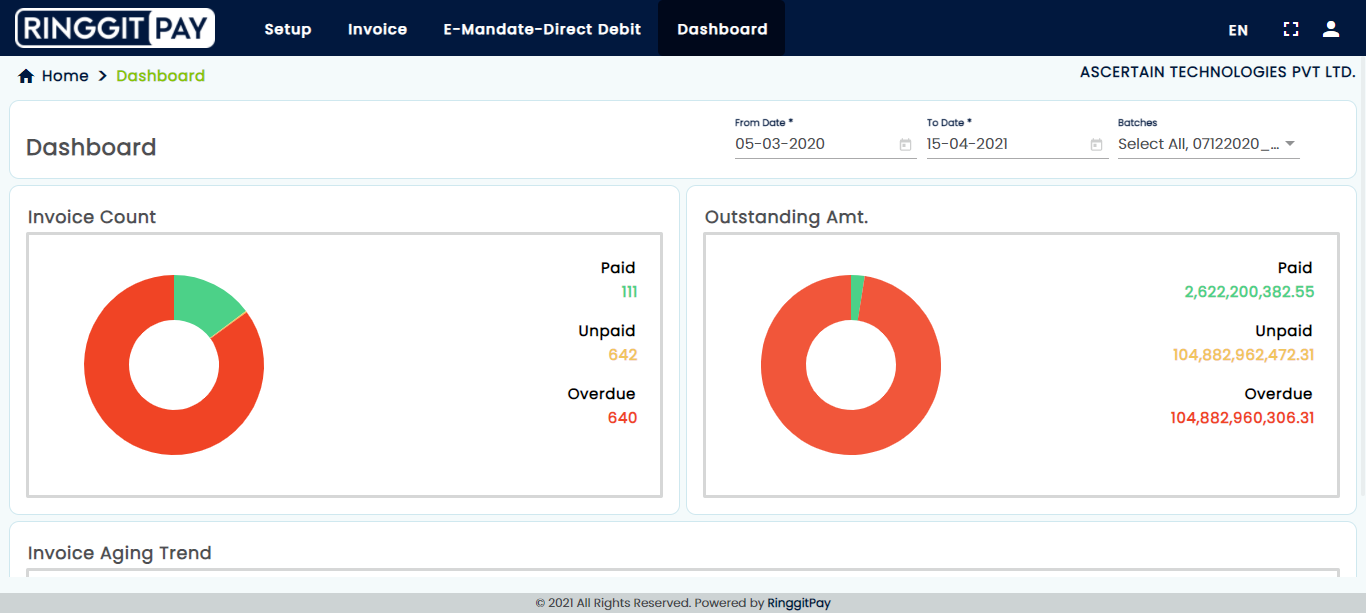 RINGGIT PAY Setup Invoice E-Mandate-Direct Debit Dashboard EN
Home Dashboard ASCERTAIN TECHNOLOGIES PVT LTD.
Dashboard
From Date * To Date * Batches
05-03-2020 15-04-2021 Select All, 07122020_...
Invoice Count
Paid
111
Unpaid
642
Overdue
640
Outstanding Amt.
Paid
2,622,200,382.55
Unpaid
104,882,962,472.31
Overdue
104,882,960,306.31
Invoice Aging Trend
© 2021 All Rights Reserved. Powered by RinggitPay